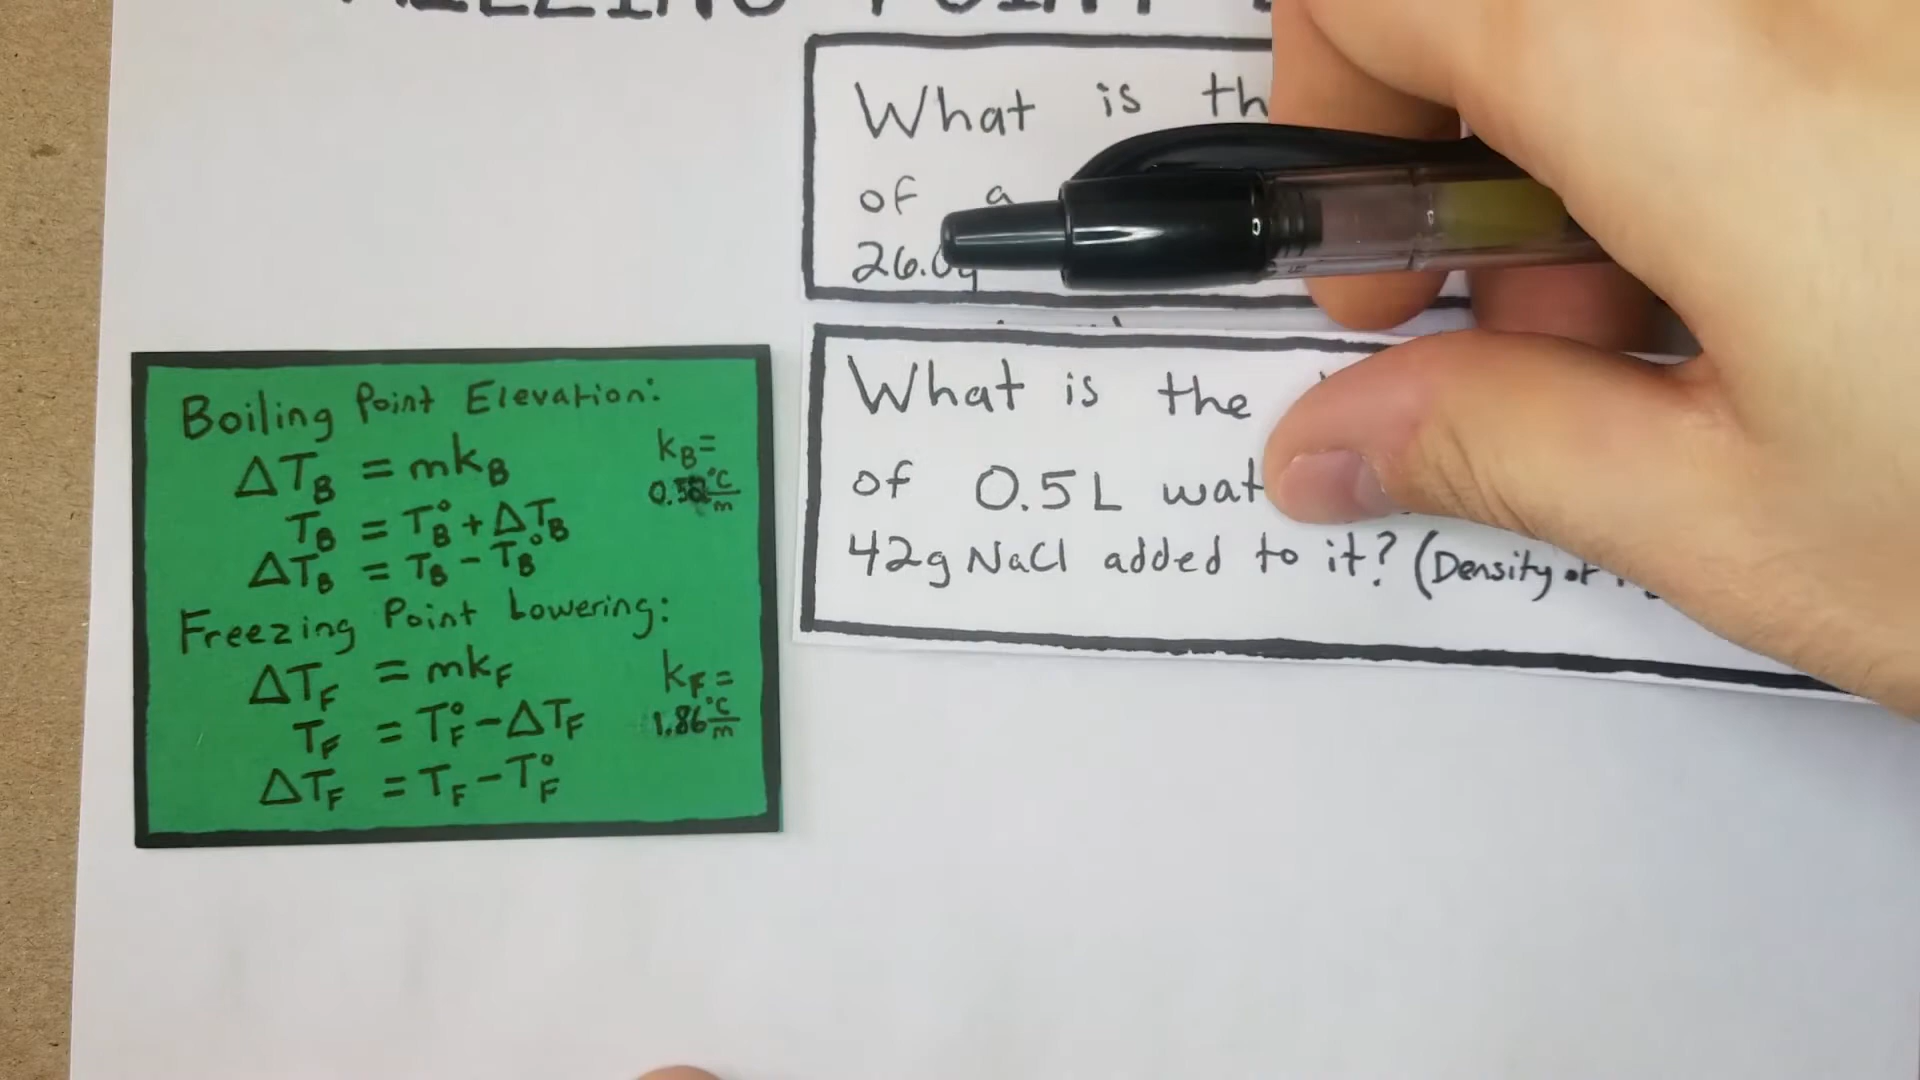 POINT
What is th
of a
26.0g
What is the
of 0.5L wat
42g NaCl added to it? (Density of
Boiling Point Elevation:
ΔT_B = mk_B
k_B=
°C/m
T_B = T°_B + ΔT_B
ΔT_B = T_B - T°_B
Freezing Point Lowering:
ΔT_F = mk_F
k_F=
1.86 °C/m
T_F = T°_F - ΔT_F
ΔT_F = T_F - T°_F